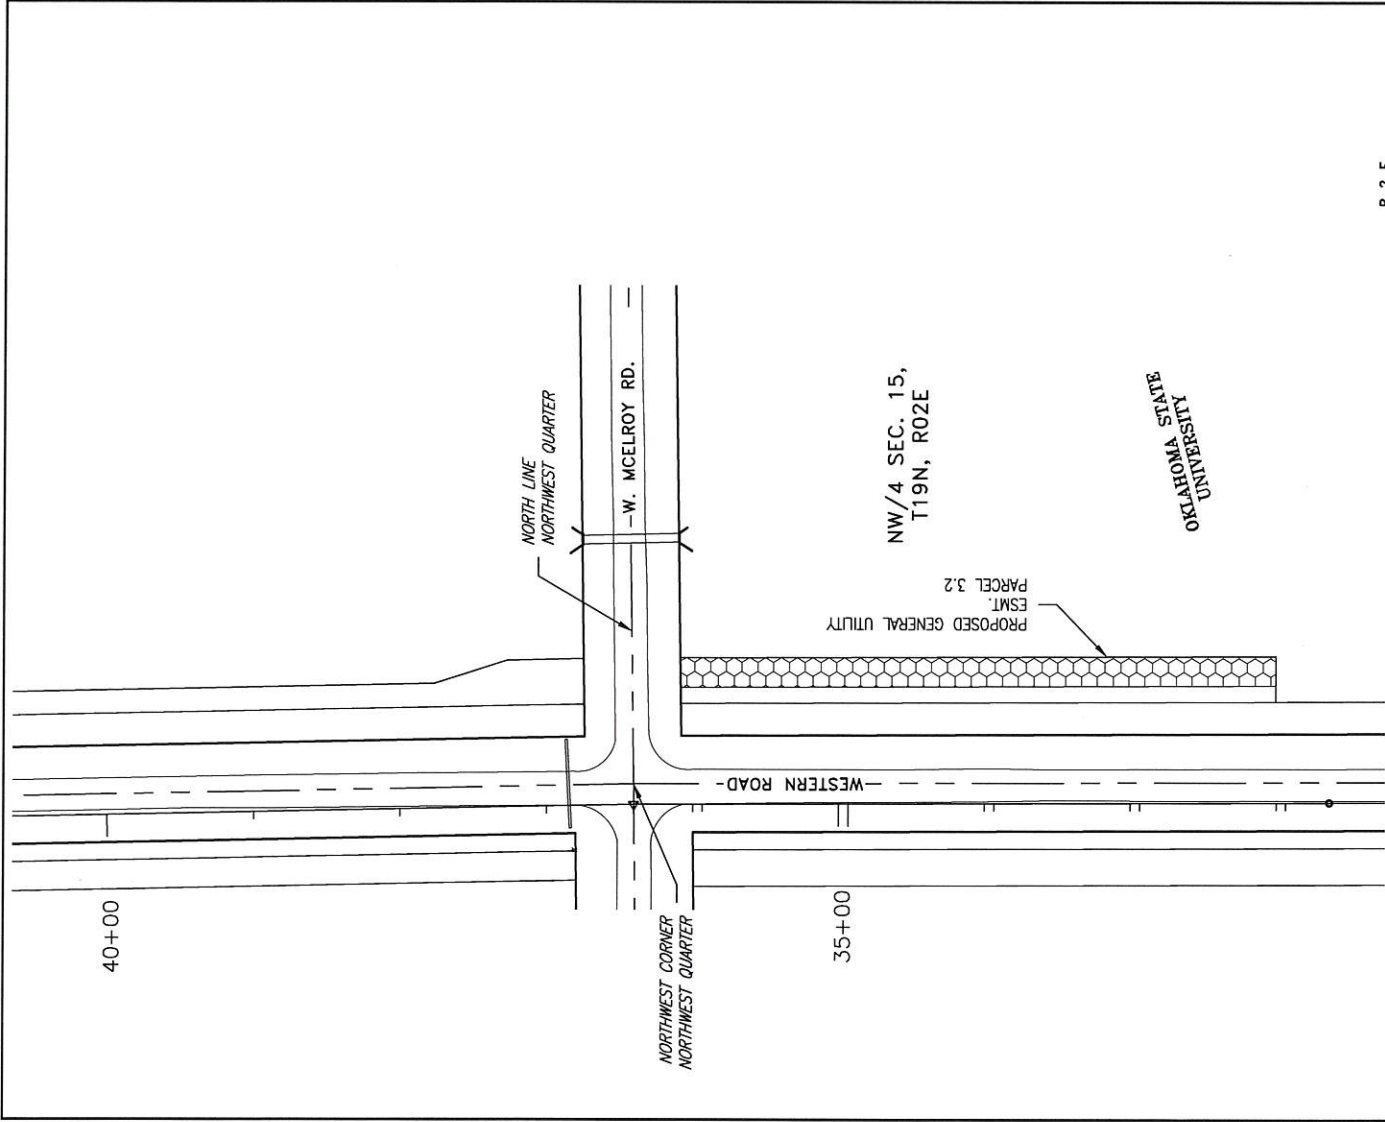 NORTH LINE
NORTHWEST QUARTER
W. MCELROY RD.
NW/4 SEC. 15,
T19N, R02E
OKLAHOMA STATE
UNIVERSITY
PROPOSED GENERAL UTILITY
ESMT.
PARCEL 3.2
WESTERN ROAD
40+00
35+00
NORTHWEST CORNER
NORTHWEST QUARTER